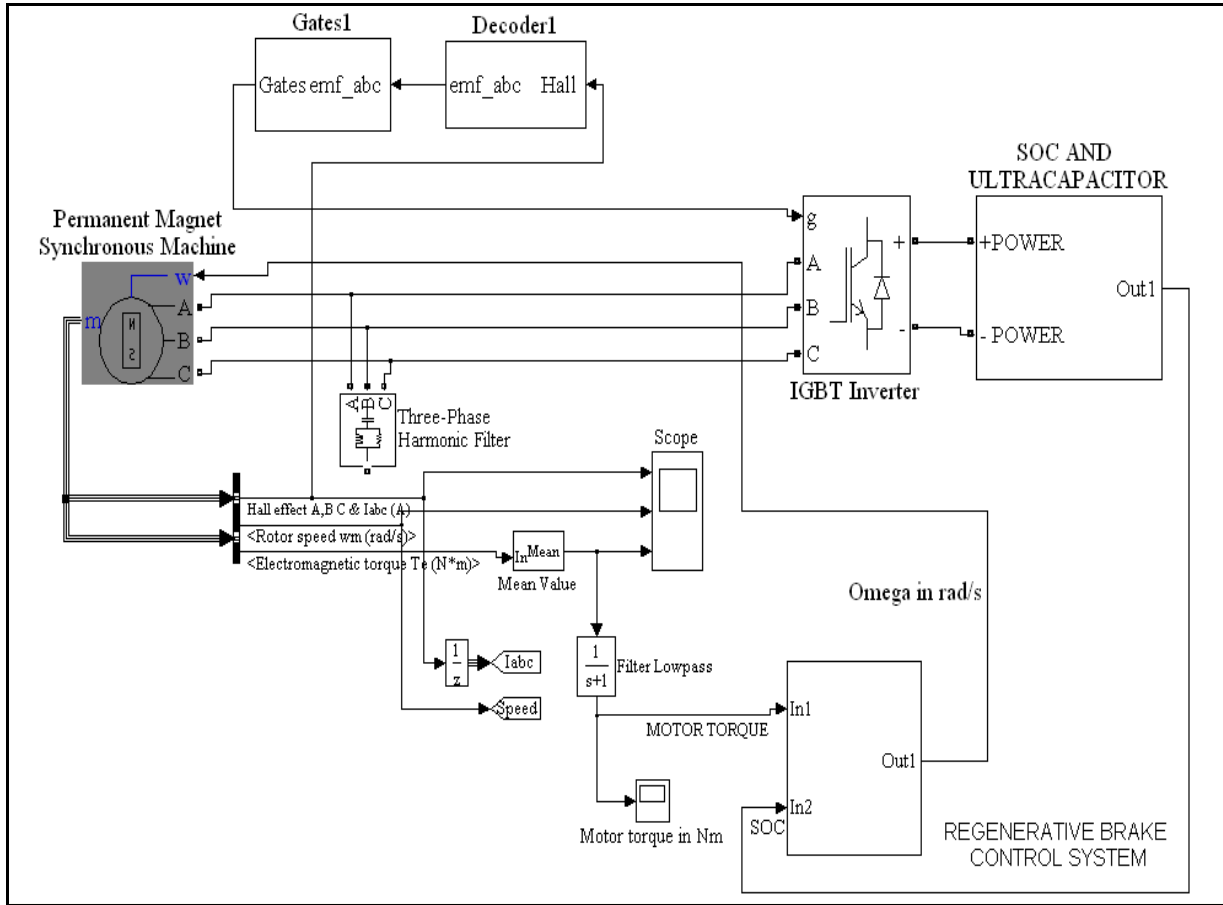 Gates1
Decoder1
Gates emf_abc
emf_abc Hall
SOC AND
ULTRACAPACITOR
Permanent Magnet
Synchronous Machine
g
A
B
C
+
-
+POWER
- POWER
Out1
IGBT Inverter
w
A
B
C
m
N
S
A
B
C
Three-Phase
Harmonic Filter
Scope
Hall effect A,B C & Iabc (A)
<Rotor speed wm (rad/s)>
<Electromagnetic torque Te (N*m)>
In Mean
Mean Value
Omega in rad/s
1
z
Iabc
Speed
1
s+1
Filter Lowpass
MOTOR TORQUE
In1
Out1
In2
SOC
Motor torque in Nm
REGENERATIVE BRAKE
CONTROL SYSTEM